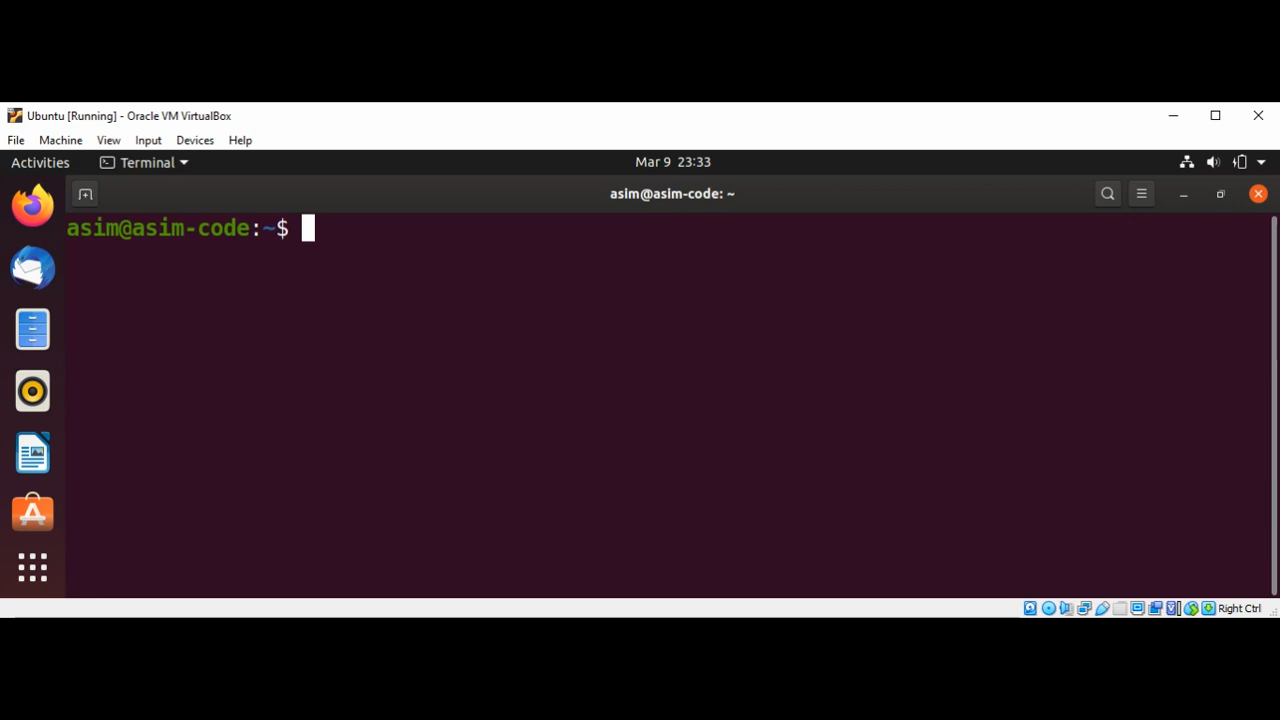 Ubuntu [Running] - Oracle VM VirtualBox
File Machine View Input Devices Help
Activities Terminal Mar 9 23:33
asim@asim-code: ~
asim@asim-code:~$
Right Ctrl